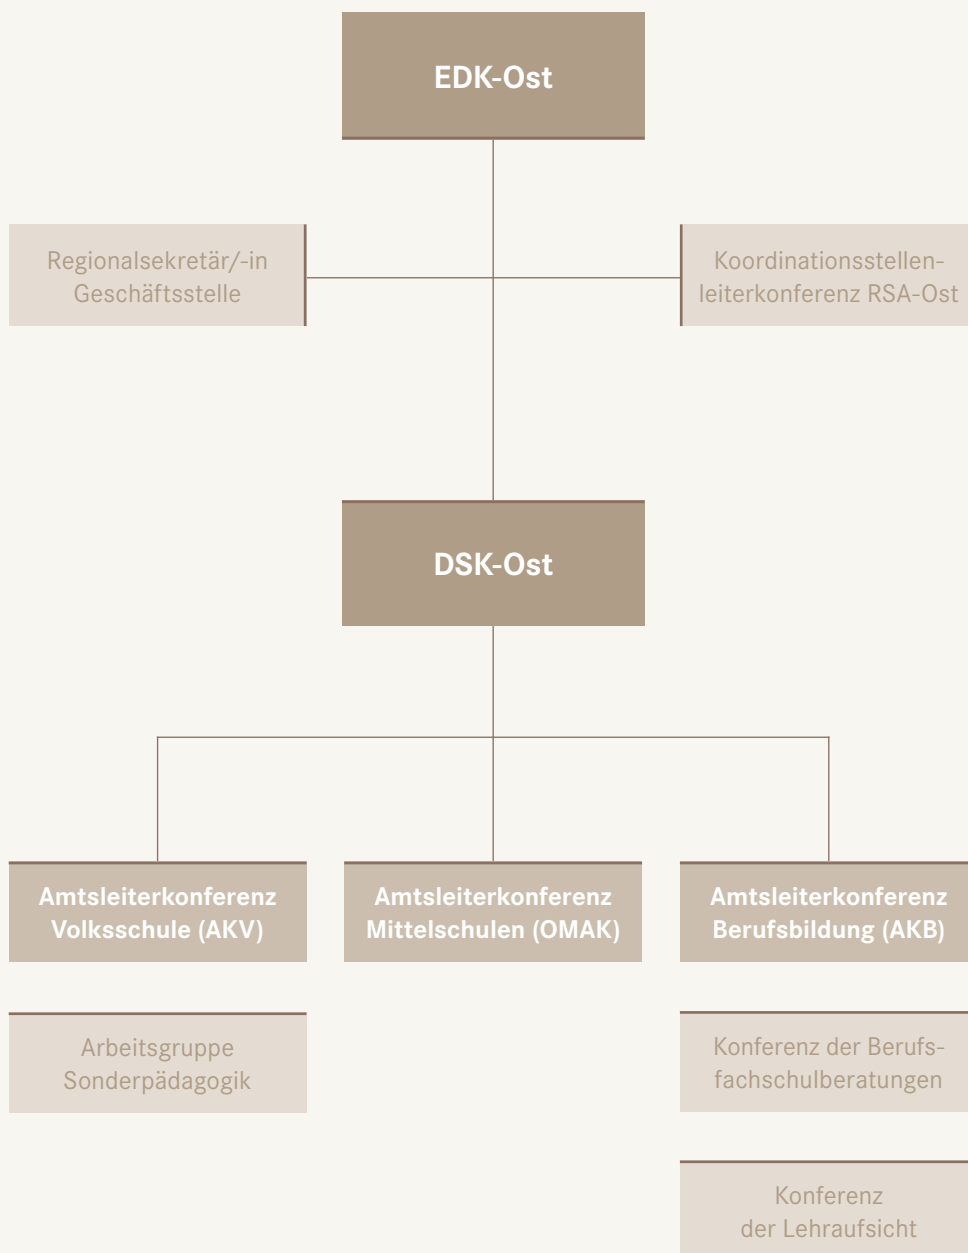 EDK-Ost
Regionalsekretär/-in
Geschäftsstelle
Koordinationsstellen-
leiterkonferenz RSA-Ost
DSK-Ost
Amtsleiterkonferenz
Volksschule (AKV)
Amtsleiterkonferenz
Mittelschulen (OMAK)
Amtsleiterkonferenz
Berufsbildung (AKB)
Arbeitsgruppe
Sonderpädagogik
Konferenz der Berufs-
fachschulberatungen
Konferenz
der Lehraufsicht